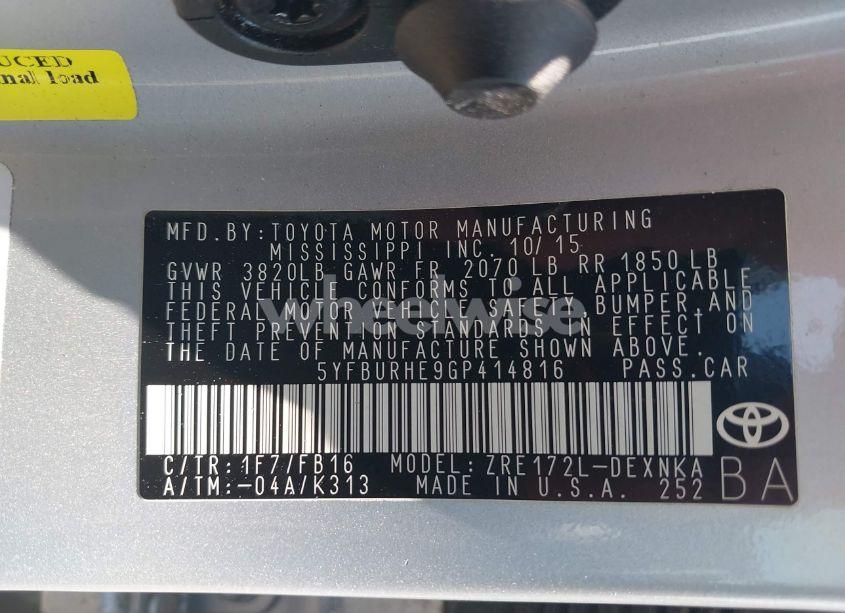 UCED
nal load
MFD. BY: TOYOTA MOTOR MANUFACTURING
MISSISSIPPI INC. 10/15
GVWR 3820LB GAWR FR 2070 LB RR 1850 LB
THIS VEHICLE CONFORMS TO ALL APPLICABLE
FEDERAL MOTOR VEHICLE SAFETY, BUMPER, AND
THEFT PREVENTION STANDARDS IN EFFECT ON
THE DATE OF MANUFACTURE SHOWN ABOVE.
5YFBURHE9GP414816 PASS. CAR
C/TR: 1F7/FB16 MODEL: ZRE172L-DEXNKA
A/TM: -04A/K313 MADE IN U.S.A. 252
BA
wheelwise